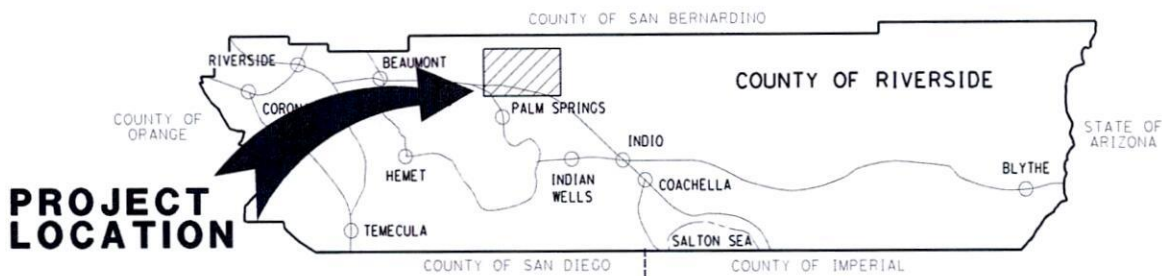 COUNTY OF SAN BERNARDINO
RIVERSIDE
BEAUMONT
COUNTY OF RIVERSIDE
CORON
PALM SPRINGS
COUNTY OF
ORANGE
STATE OF
ARIZONA
INDIO
HEMET
INDIAN
WELLS
COACHELLA
BLYTHE
PROJECT
LOCATION
TEMECULA
SALTON SEA
COUNTY OF SAN DIEGO
COUNTY OF IMPERIAL